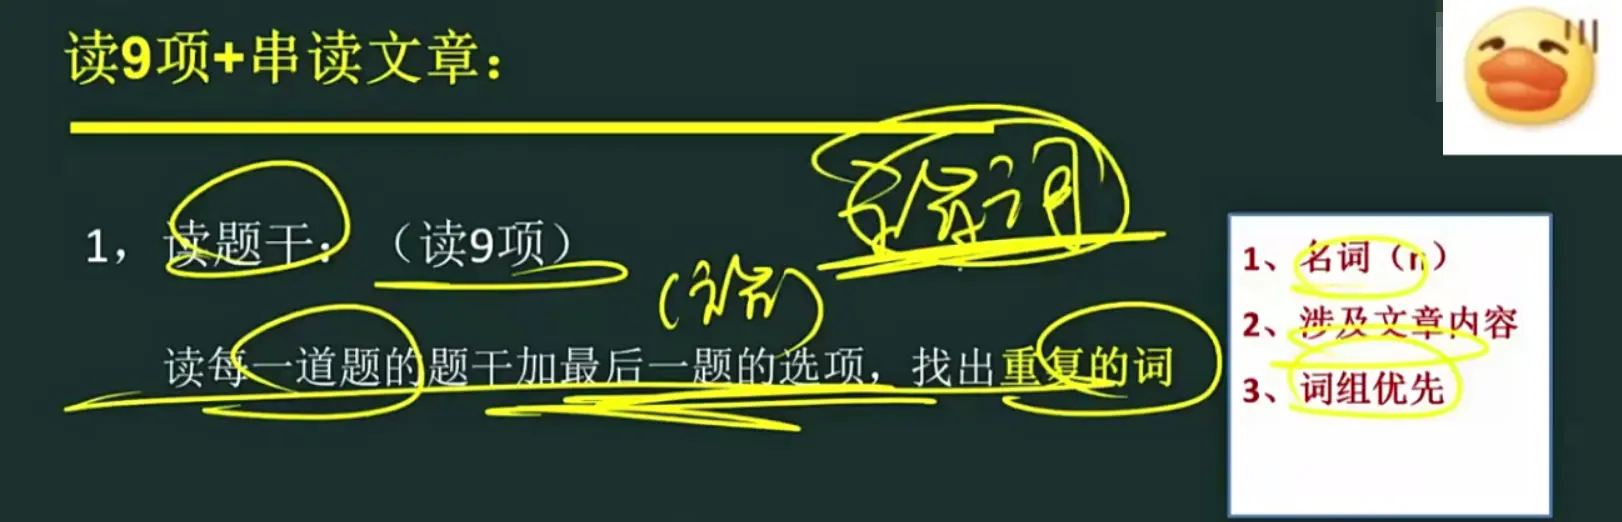 读9项+串读文章：
1，读题干：（读9项）
读每一道题的题干加最后一题的选项，找出重复的词
1、名词（n）
2、涉及文章内容
3、词组优先